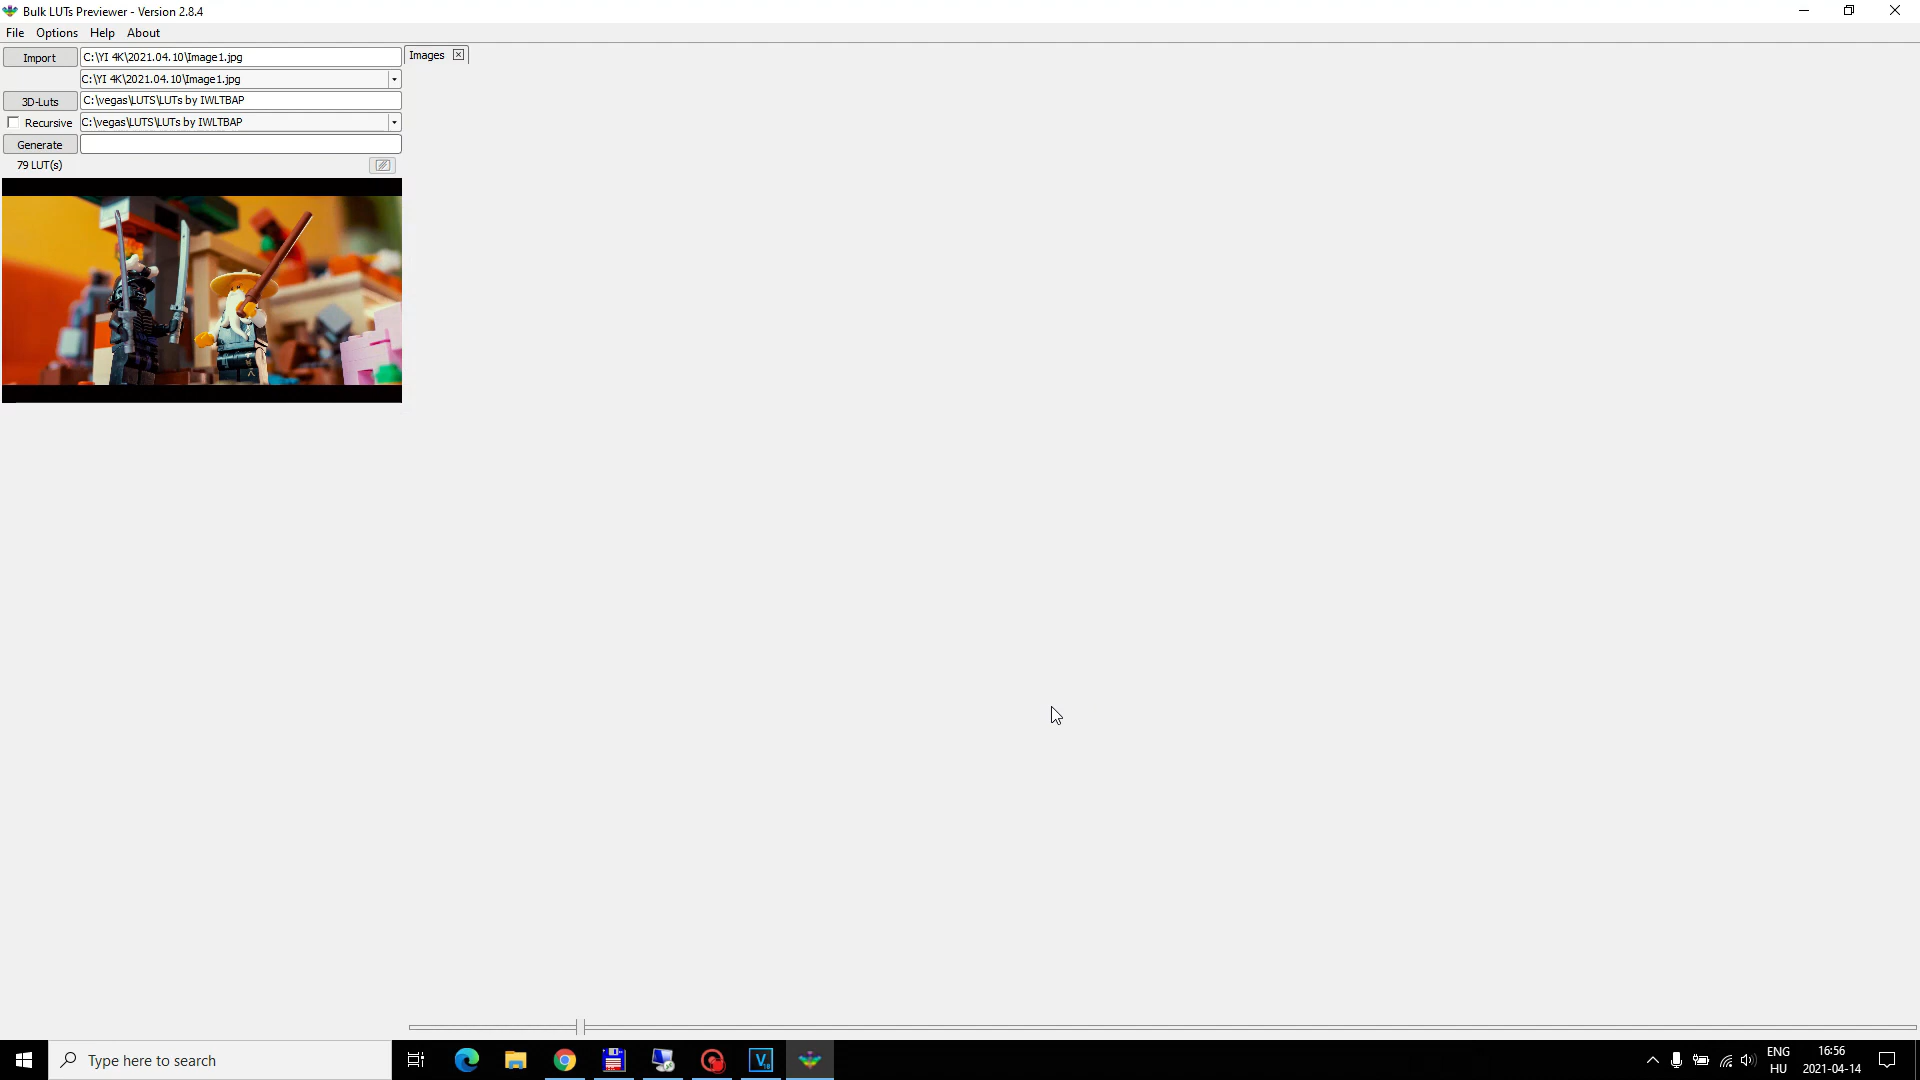 Bulk LUTs Previewer - Version 2.8.4
File Options Help About
Import C:\YI 4K\2021.04.10\Image1.jpg Images
C:\YI 4K\2021.04.10\Image1.jpg
3D-Luts C:\vegas\LUTS\LUTs by IWLTBAP
Recursive C:\vegas\LUTS\LUTs by IWLTBAP
Generate
79 LUT(s)
Type here to search
V
18
ENG
HU
16:56
2021-04-14